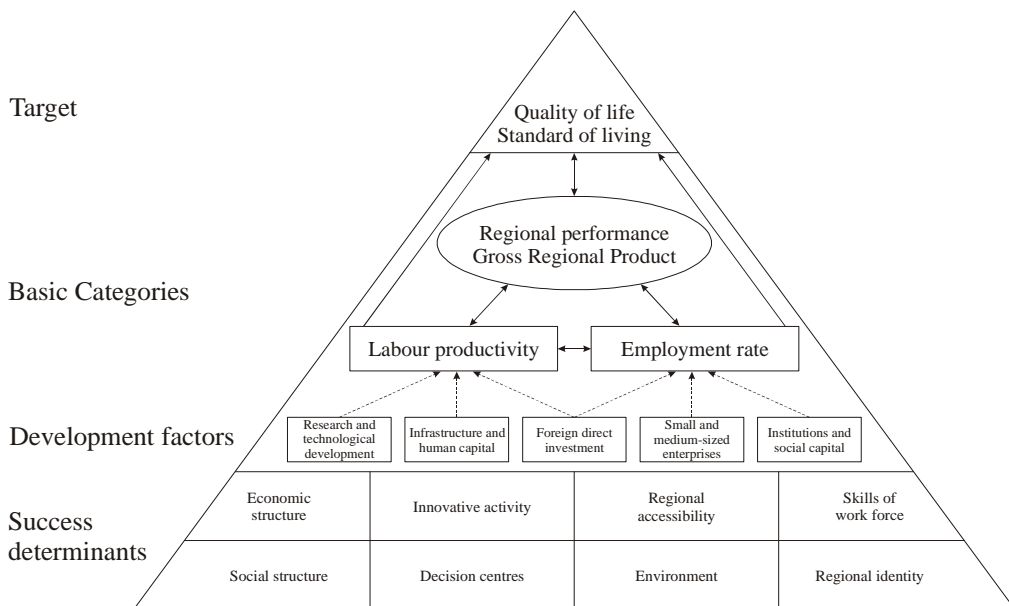 Target
Quality of life
Standard of living
Regional performance
Gross Regional Product
Basic Categories
Labour productivity
Employment rate
Development factors
Research and
technological
development
Infrastructure and
human capital
Foreign direct
investment
Small and
medium-sized
enterprises
Institutions and
social capital
Success
determinants
Economic
structure
Innovative activity
Regional
accessibility
Skills of
work force
Social structure
Decision centres
Environment
Regional identity